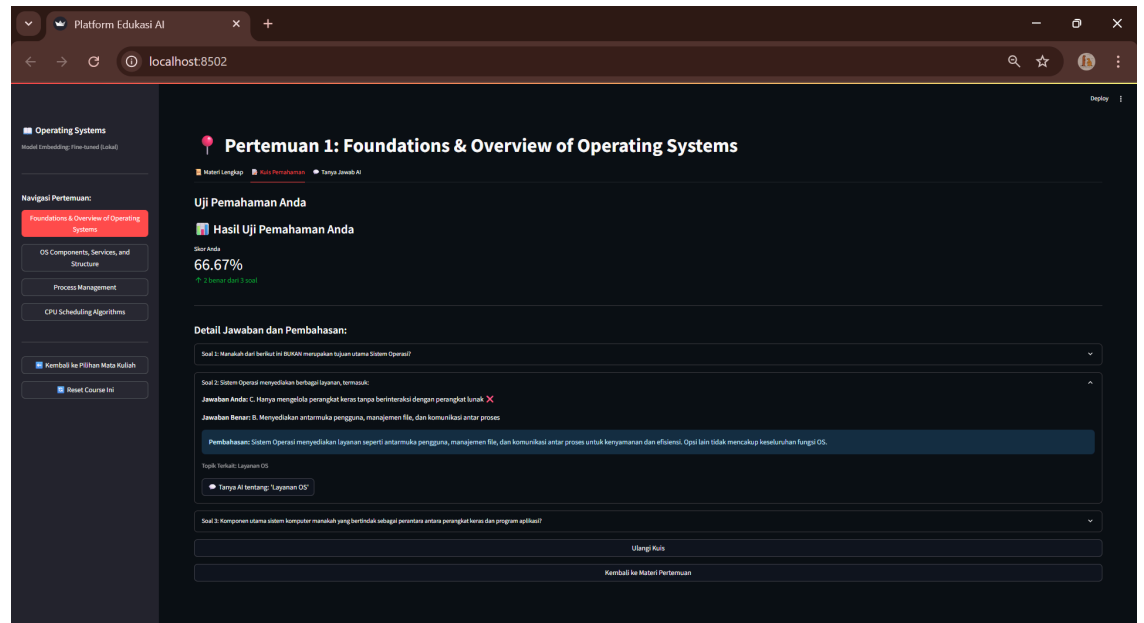 Platform Edukasi AI
localhost:8502
Deploy
Operating Systems
Model Embedding: Fine-tuned (Lokal)
Navigasi Pertemuan:
Foundations & Overview of Operating
Systems
OS Components, Services, and
Structure
Process Management
CPU Scheduling Algorithms
Kembali ke Pilihan Mata Kuliah
Reset Course Ini
Pertemuan 1: Foundations & Overview of Operating Systems
Materi Lengkap Kuis Pemahaman Tanya Jawab AI
Uji Pemahaman Anda
Hasil Uji Pemahaman Anda
Skor Anda
66.67%
↑ 2 benar dari 3 soal
Detail Jawaban dan Pembahasan:
Soal 1: Manakah dari berikut ini BUKAN merupakan tujuan utama Sistem Operasi?
Soal 2: Sistem Operasi menyediakan berbagai layanan, termasuk:
Jawaban Anda: C. Hanya mengelola perangkat keras tanpa berinteraksi dengan perangkat lunak ❌
Jawaban Benar: B. Menyediakan antarmuka pengguna, manajemen file, dan komunikasi antar proses
Pembahasan: Sistem Operasi menyediakan layanan seperti antarmuka pengguna, manajemen file, dan komunikasi antar proses untuk kenyamanan dan efisiensi. Opsi lain tidak mencakup keseluruhan fungsi OS.
Topik Terkait: Layanan OS
Tanya AI tentang: 'Layanan OS'
Soal 3: Komponen utama sistem komputer manakah yang bertindak sebagai perantara antara perangkat keras dan program aplikasi?
Ulangi Kuis
Kembali ke Materi Pertemuan